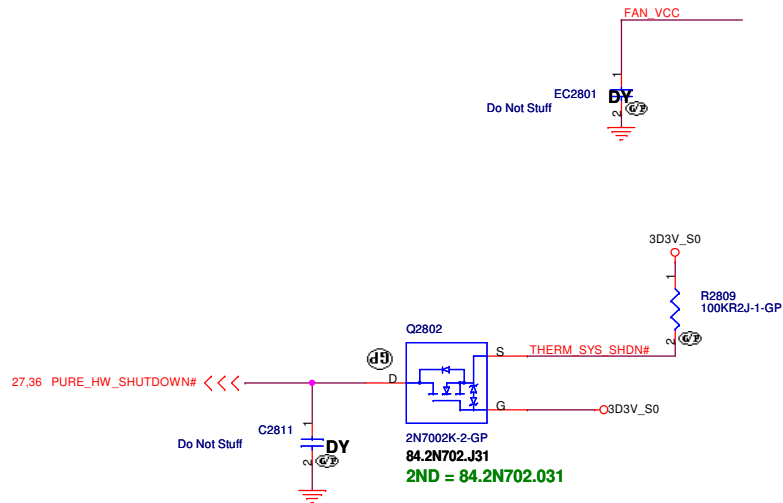 FAN_VCC
1
EC2801
DY
Do Not Stuff
2
G/P
3D3V_S0
1
R2809
100KR2J-1-GP
2
G/P
Q2802
GP
S
THERM_SYS_SHDN#
27,36 PURE_HW_SHUTDOWN#
D
G
3D3V_S0
1
C2811
Do Not Stuff
DY
2
G/P
2N7002K-2-GP
84.2N702.J31
2ND = 84.2N702.031